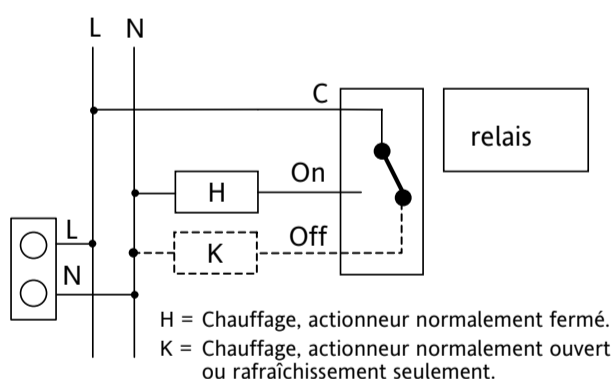 L N
C
relais
On
H
Off
K
L
N
H = Chauffage, actionneur normalement fermé.
K = Chauffage, actionneur normalement ouvert
ou rafraîchissement seulement.